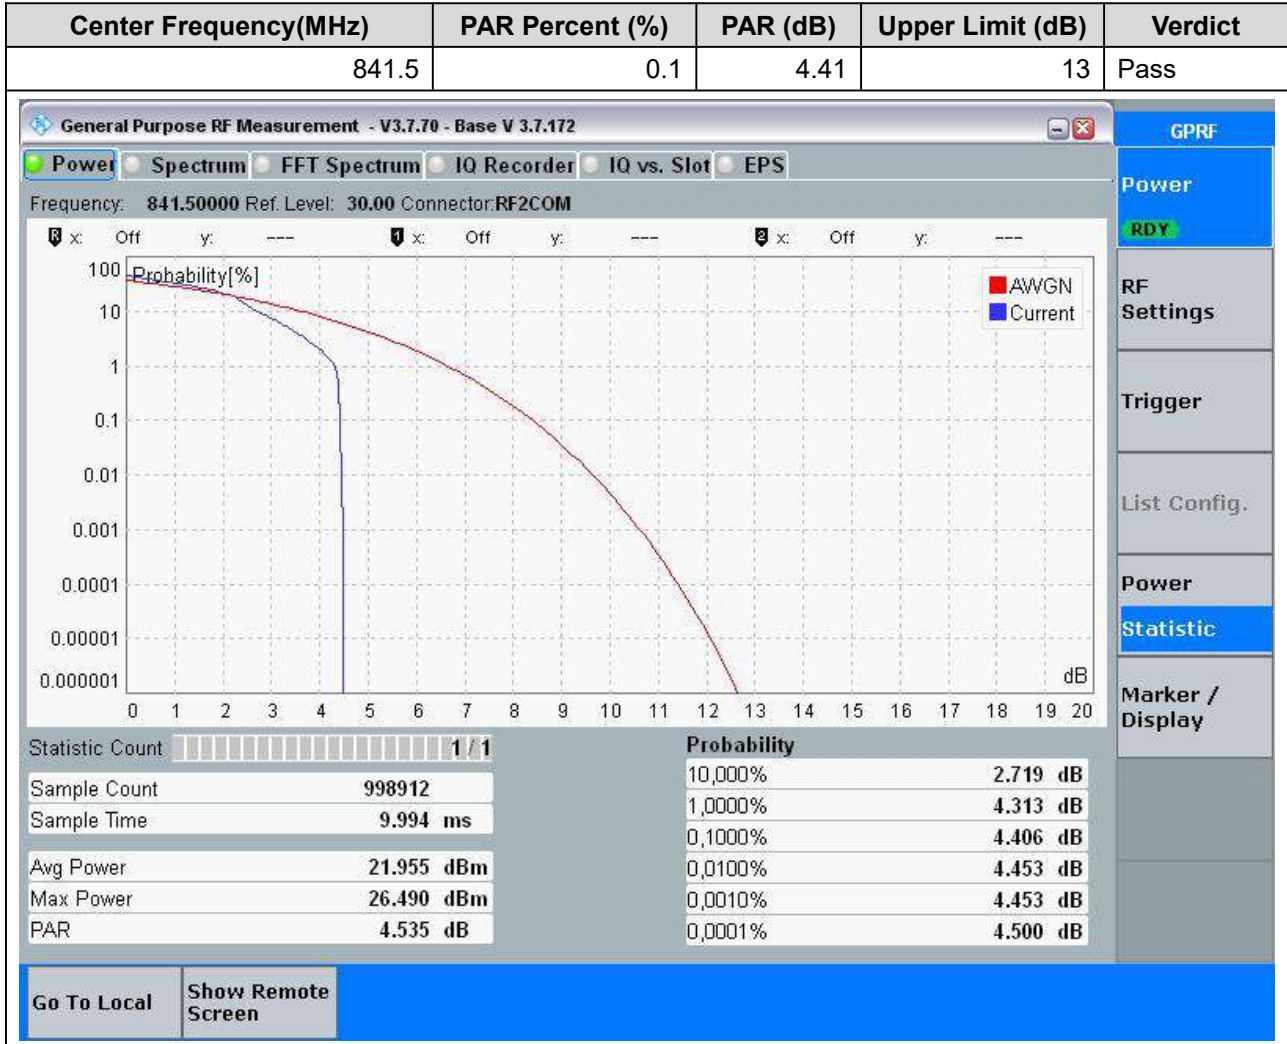 Center Frequency(MHz) PAR Percent (%) PAR (dB) Upper Limit (dB) Verdict
841.5 0.1 4.41 13 Pass
General Purpose RF Measurement - V3.7.70 - Base V 3.7.172
GPRF
Power Spectrum FFT Spectrum IQ Recorder IQ vs. Slot EPS
Frequency: 841.50000 Ref. Level: 30.00 Connector:RF2COM
R x: Off y: --- 1 x: Off y: --- 2 x: Off y: ---
Probability[%]
AWGN
Current
100
10
1
0.1
0.01
0.001
0.0001
0.00001
0.000001
dB
0 1 2 3 4 5 6 7 8 9 10 11 12 13 14 15 16 17 18 19 20
Power
RDY
RF
Settings
Trigger
List Config.
Power
Statistic
Marker /
Display
Statistic Count 1 / 1
Sample Count 998912
Sample Time 9.994 ms
Avg Power 21.955 dBm
Max Power 26.490 dBm
PAR 4.535 dB
Probability
10,000% 2.719 dB
1,0000% 4.313 dB
0,1000% 4.406 dB
0,0100% 4.453 dB
0,0010% 4.453 dB
0,0001% 4.500 dB
Go To Local
Show Remote
Screen